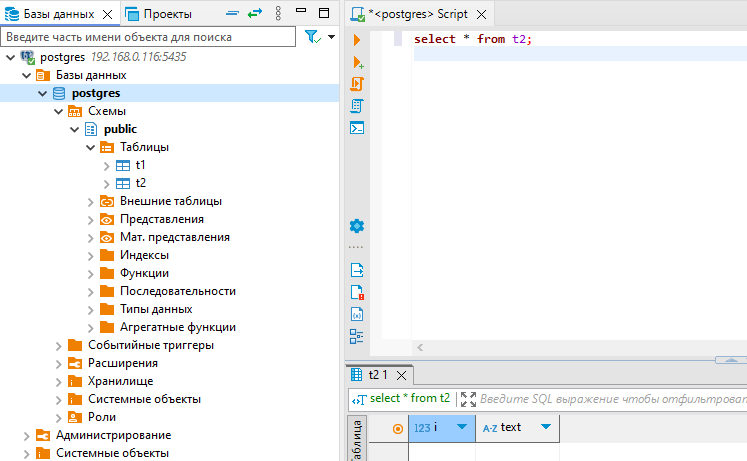 Базы данных
Проекты
Введите часть имени объекта для поиска
postgres 192.168.0.116:5435
Базы данных
postgres
Схемы
public
Таблицы
t1
t2
Внешние таблицы
Представления
Мат. представления
Индексы
Функции
Последовательности
Типы данных
Агрегатные функции
Событийные триггеры
Расширения
Хранилище
Системные объекты
Роли
Администрирование
Системные объекты
*<postgres> Script
select * from t2;
t2 1
select * from t2
Введите SQL выражение чтобы отфильтроват
аблица
123 i
A-Z text